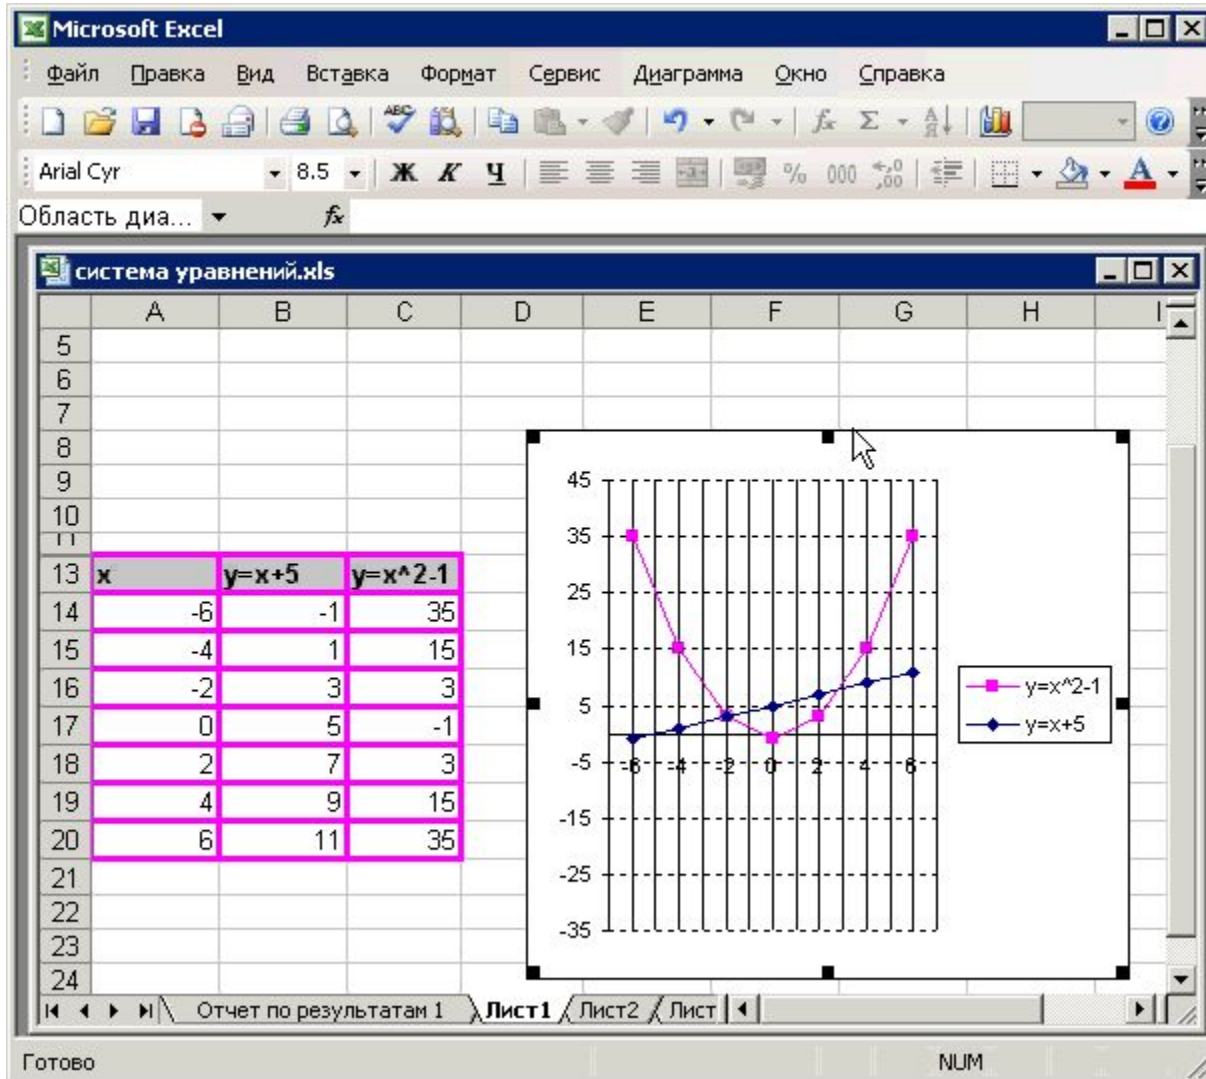 Microsoft Excel
Файл Правка Вид Вставка Формат Сервис Диаграмма Окно Справка
Arial Cyr 8.5 Ж К Ч % 000
Область диа... fx
система уравнений.xls
A B C D E F G H I
5
6
7
8
9
10
11
13 x y=x+5 y=x^2-1
14 -6 -1 35
15 -4 1 15
16 -2 3 3
17 0 5 -1
18 2 7 3
19 4 9 15
20 6 11 35
21
22
23
24
45
35
25
15
5
-5
-15
-25
-35
-6 -4 -2 0 2 4 6
y=x^2-1
y=x+5
Отчет по результатам 1 Лист1 Лист2 Лист
Готово NUM